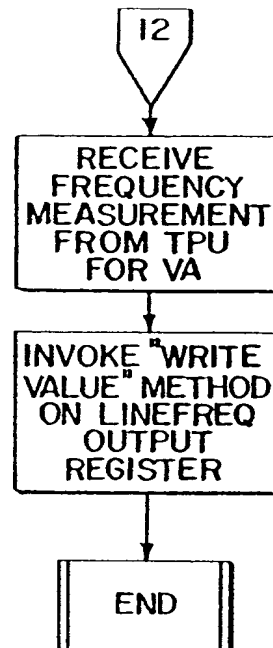 12
RECEIVE
FREQUENCY
MEASUREMENT
FROM TPU
FOR VA
INVOKE "WRITE
VALUE" METHOD
ON LINEFREQ
OUTPUT
REGISTER
END